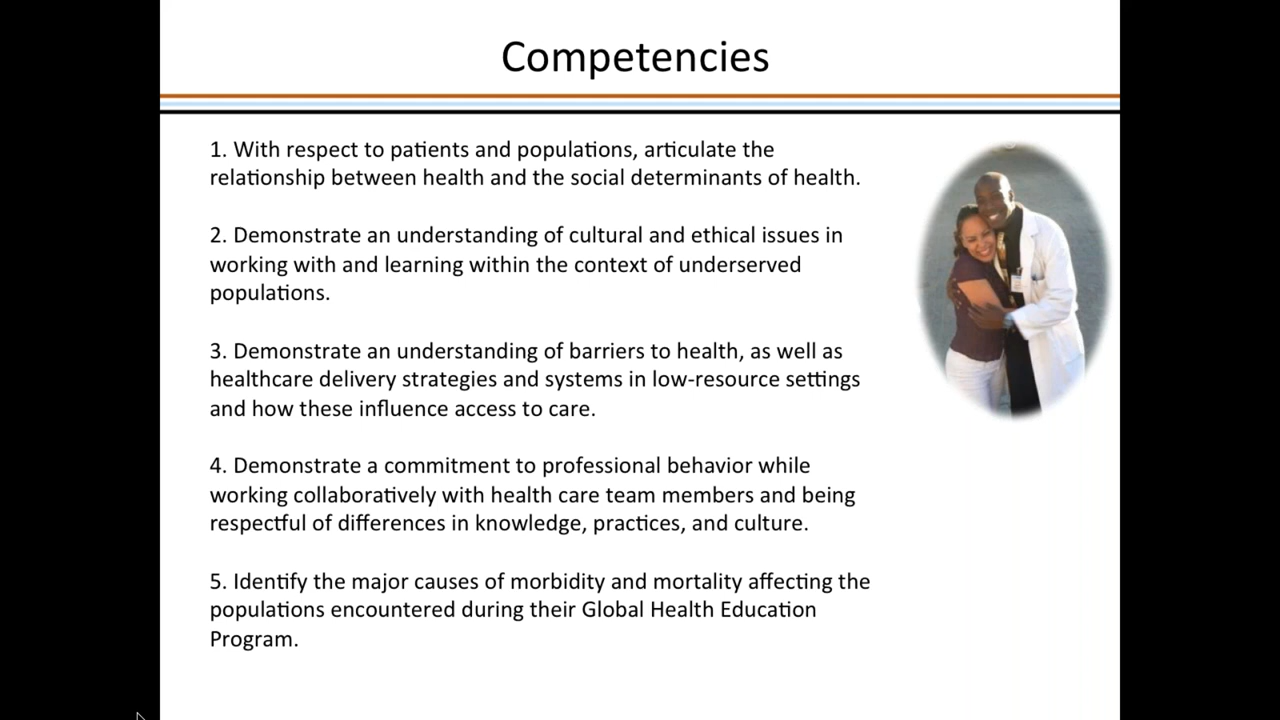 Competencies
1. With respect to patients and populations, articulate the
relationship between health and the social determinants of health.
2. Demonstrate an understanding of cultural and ethical issues in
working with and learning within the context of underserved
populations.
3. Demonstrate an understanding of barriers to health, as well as
healthcare delivery strategies and systems in low-resource settings
and how these influence access to care.
4. Demonstrate a commitment to professional behavior while
working collaboratively with health care team members and being
respectful of differences in knowledge, practices, and culture.
5. Identify the major causes of morbidity and mortality affecting the
populations encountered during their Global Health Education
Program.